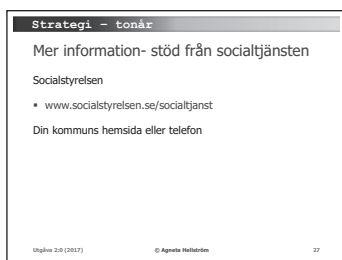 Strategi – tonår
Mer information- stöd från socialtjänsten
Socialstyrelsen
▪ www.socialstyrelsen.se/socialtjanst
Din kommuns hemsida eller telefon
Utgåva 2:0 (2017) © Agneta Hellström 27